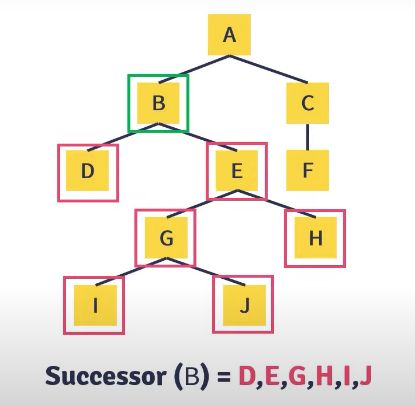 A
B
C
D
E
F
G
H
I
J
Successor (B) = D,E,G,H,I,J